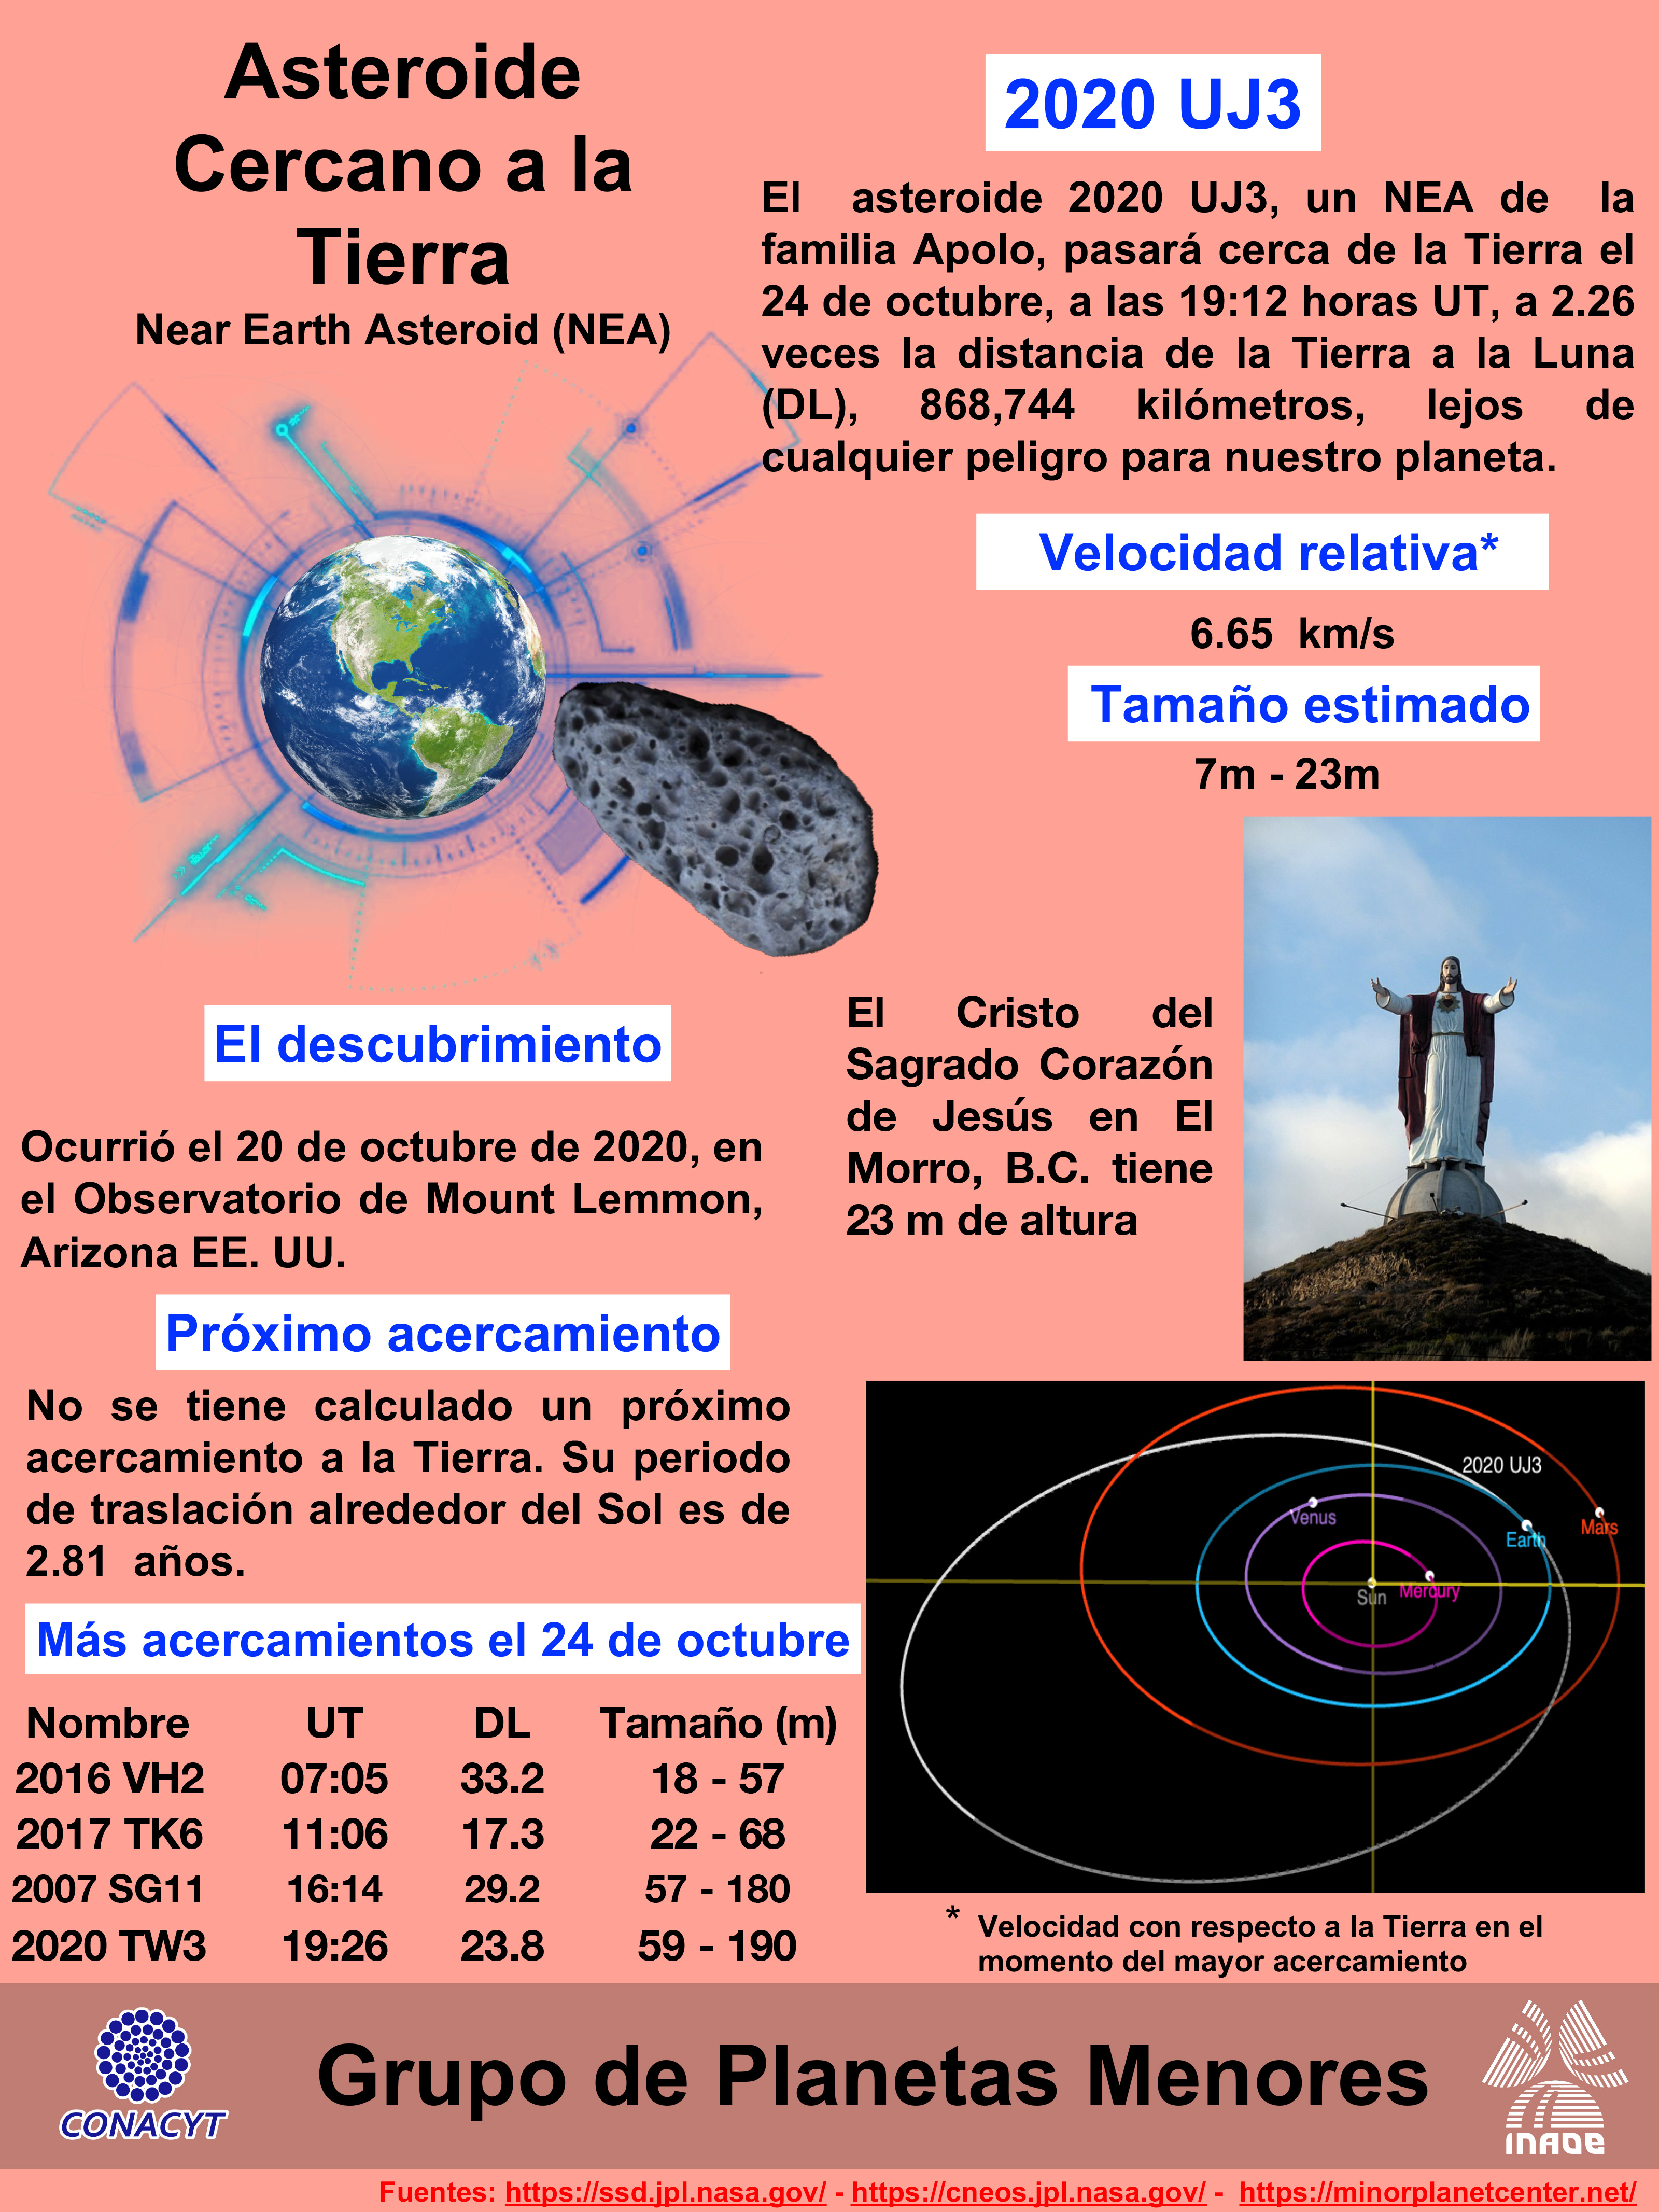 Asteroide
Cercano a la
Tierra
Near Earth Asteroid (NEA)
2020 UJ3
El asteroide 2020 UJ3, un NEA de la
familia Apolo, pasará cerca de la Tierra el
24 de octubre, a las 19:12 horas UT, a 2.26
veces la distancia de la Tierra a la Luna
(DL), 868,744 kilómetros, lejos de
cualquier peligro para nuestro planeta.
Velocidad relativa*
6.65 km/s
Tamaño estimado
7m - 23m
El Cristo del
Sagrado Corazón
de Jesús en El
Morro, B.C. tiene
23 m de altura
El descubrimiento
Ocurrió el 20 de octubre de 2020, en
el Observatorio de Mount Lemmon,
Arizona EE. UU.
Próximo acercamiento
No se tiene calculado un próximo
acercamiento a la Tierra. Su periodo
de traslación alrededor del Sol es de
2.81 años.
Más acercamientos el 24 de octubre
Nombre UT DL Tamaño (m)
2016 VH2 07:05 33.2 18 - 57
2017 TK6 11:06 17.3 22 - 68
2007 SG11 16:14 29.2 57 - 180
2020 TW3 19:26 23.8 59 - 190
2020 UJ3
Venus
Earth
Mars
Sun
Mercury
* Velocidad con respecto a la Tierra en el
momento del mayor acercamiento
CONACYT
Grupo de Planetas Menores
INAOE
Fuentes: https://ssd.jpl.nasa.gov/ - https://cneos.jpl.nasa.gov/ - https://minorplanetcenter.net/